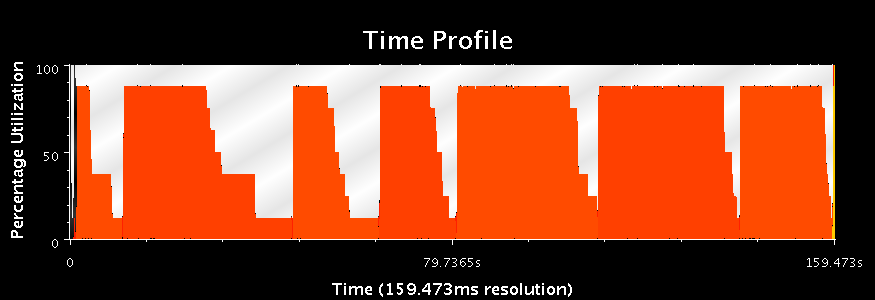 Time Profile
Percentage Utilization
100
50
0
0 79.7365s 159.473s
Time (159.473ms resolution)